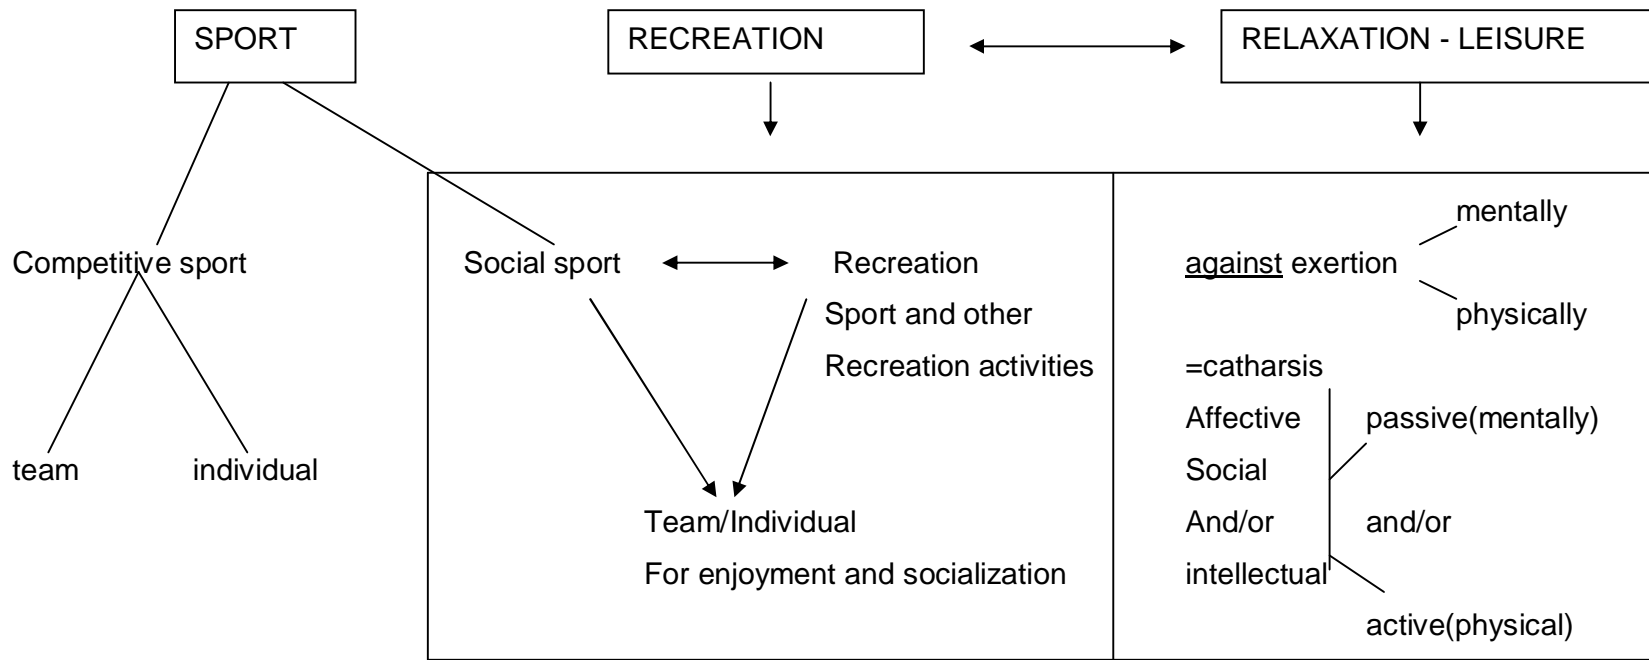 SPORT
RECREATION
RELAXATION - LEISURE
Competitive sport
team
individual
Social sport
Recreation
Sport and other
Recreation activities
Team/Individual
For enjoyment and socialization
mentally
against exertion
physically
=catharsis
Affective
Social
And/or
intellectual
passive(mentally)
and/or
active(physical)